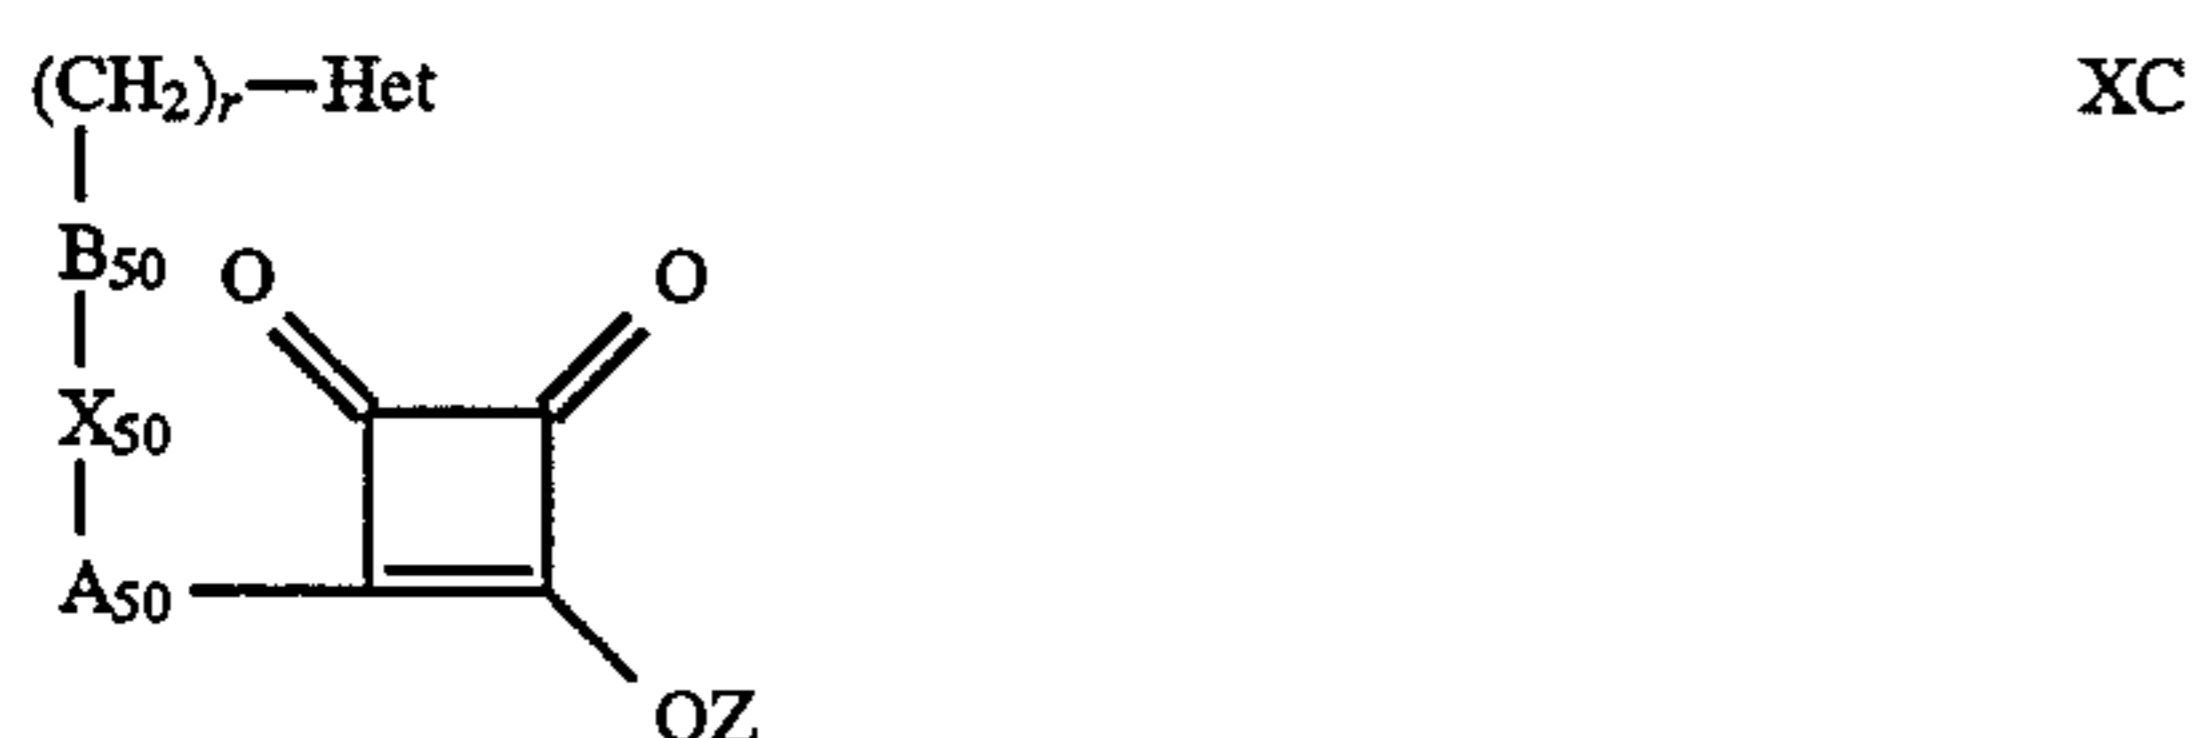 (CH₂)ᵣ—Het XC
B₅₀ O O
X₅₀
A₅₀
OZ